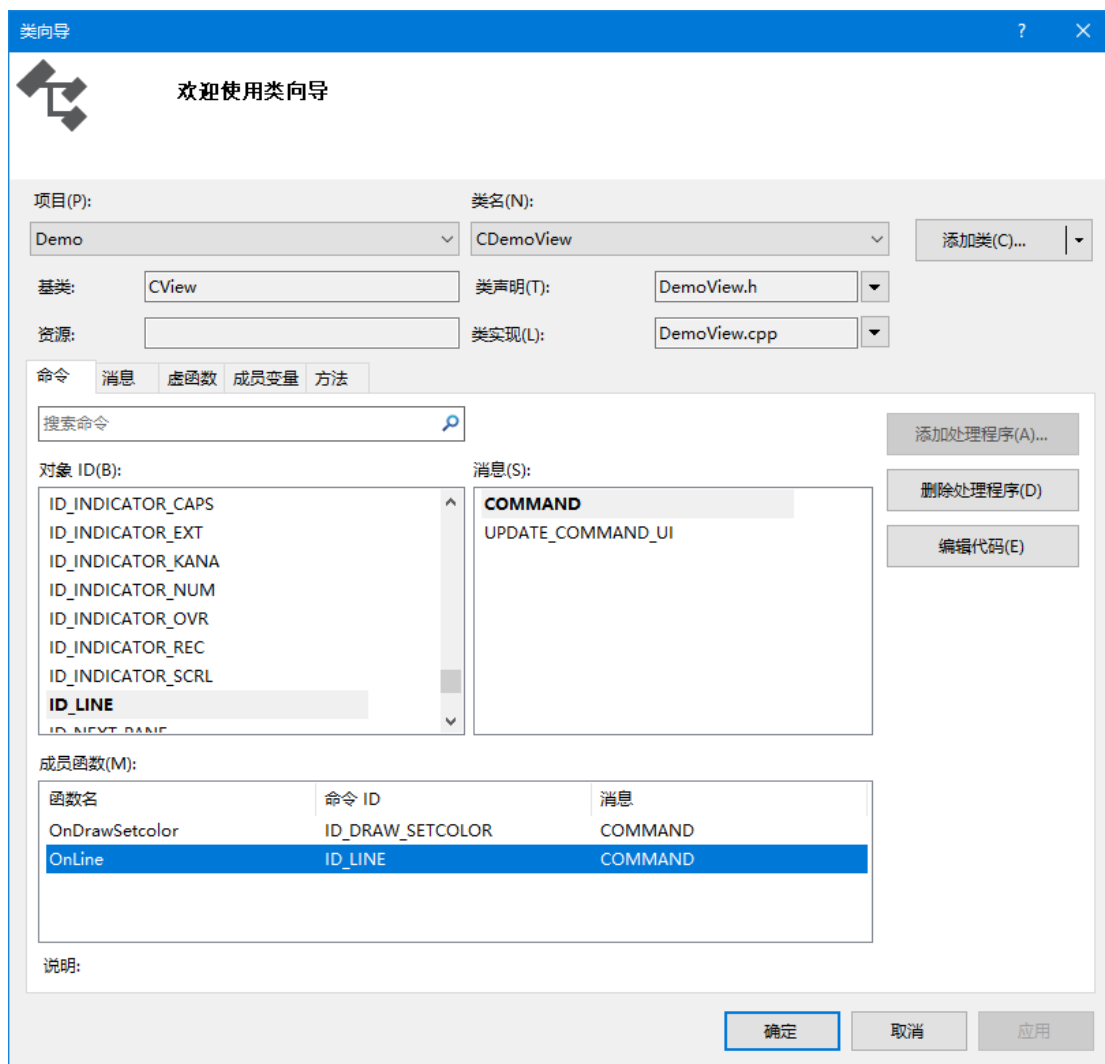 类向导
?
欢迎使用类向导
项目(P):
类名(N):
Demo
CDemoView
添加类(C)...
基类:
CView
类声明(T):
DemoView.h
资源:
类实现(L):
DemoView.cpp
命令 消息 虚函数 成员变量 方法
搜索命令
添加处理程序(A)...
对象 ID(B):
消息(S):
删除处理程序(D)
编辑代码(E)
ID_INDICATOR_CAPS
ID_INDICATOR_EXT
ID_INDICATOR_KANA
ID_INDICATOR_NUM
ID_INDICATOR_OVR
ID_INDICATOR_REC
ID_INDICATOR_SCRL
ID_LINE
ID_NEXT_PANE
COMMAND
UPDATE_COMMAND_UI
成员函数(M):
函数名 命令 ID 消息
OnDrawSetcolor ID_DRAW_SETCOLOR COMMAND
OnLine ID_LINE COMMAND
说明:
确定
取消
应用